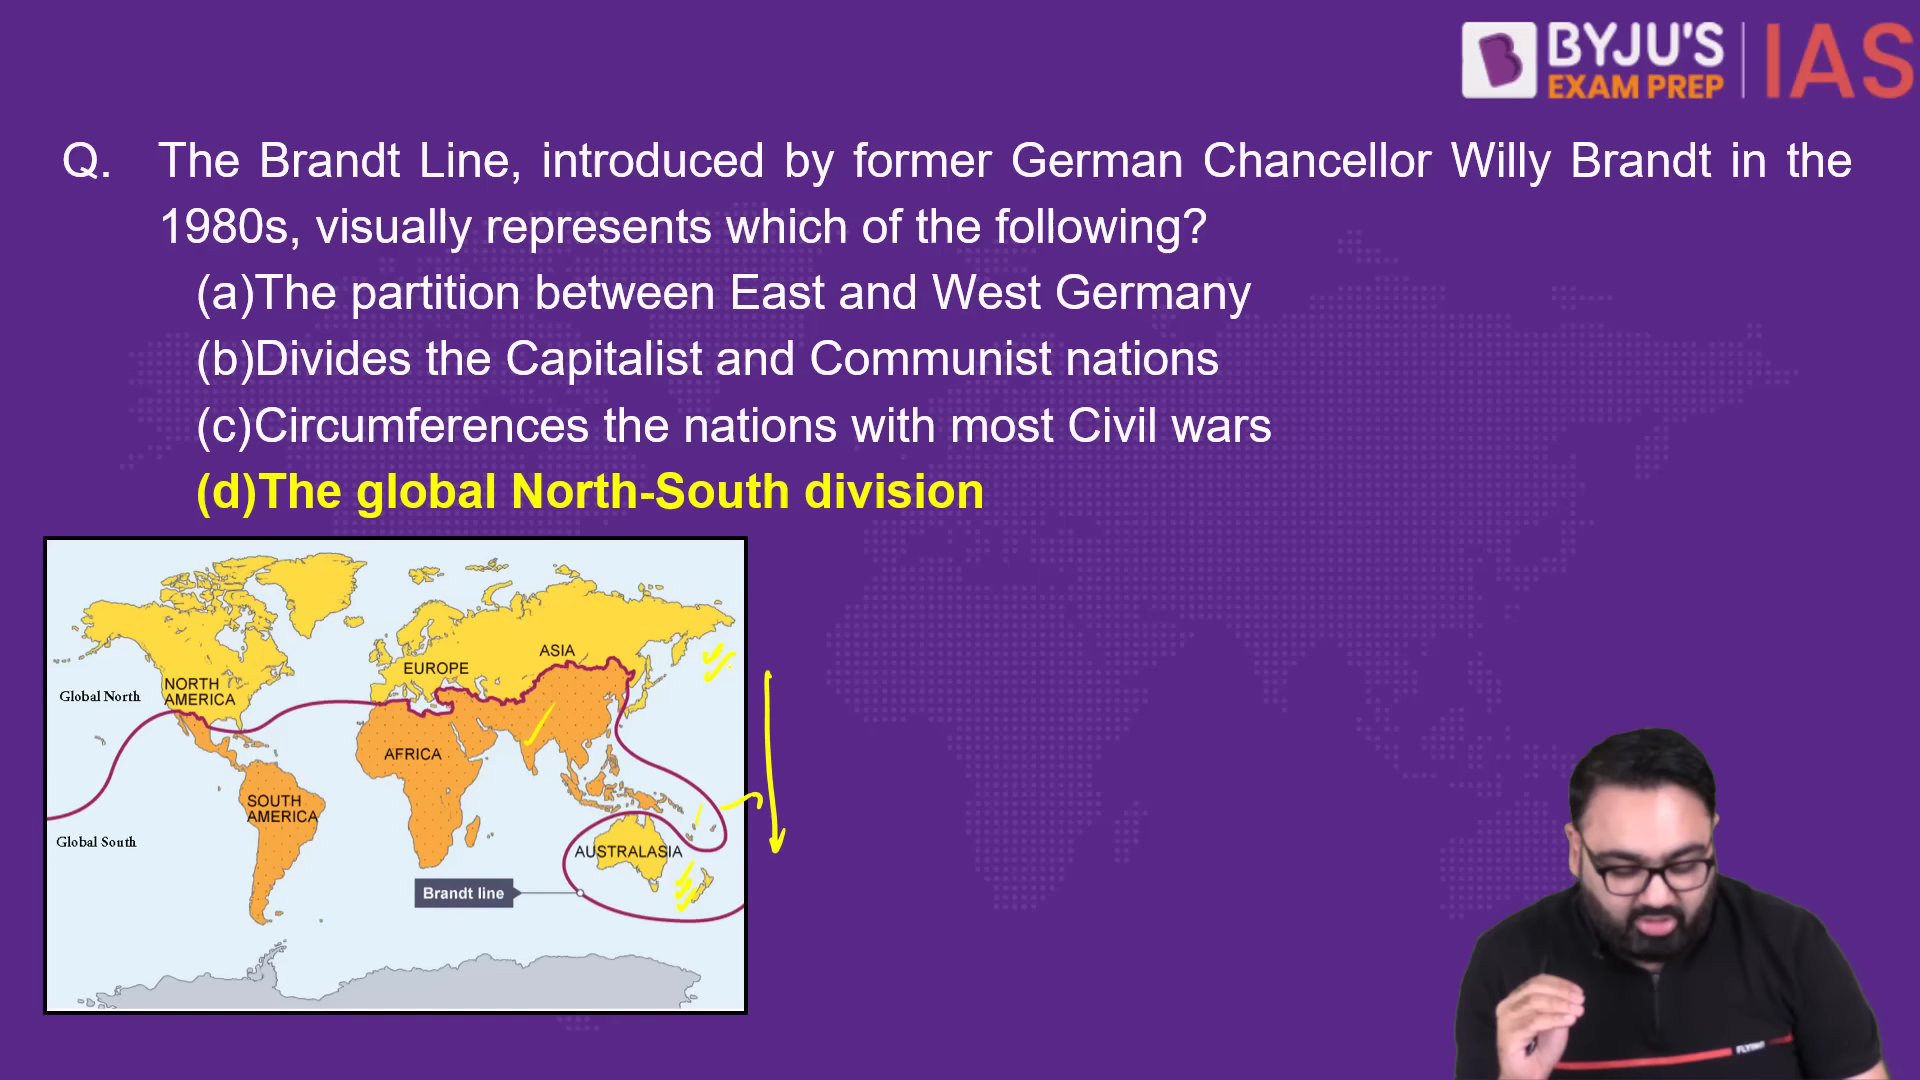 BYJU'S
EXAM PREP
IAS
Q. The Brandt Line, introduced by former German Chancellor Willy Brandt in the
1980s, visually represents which of the following?
(a)The partition between East and West Germany
(b)Divides the Capitalist and Communist nations
(c)Circumferences the nations with most Civil wars
(d)The global North-South division
ASIA
EUROPE
Global North
NORTH
AMERICA
AFRICA
SOUTH
AMERICA
Global South
AUSTRALASIA
Brandt line
FLYING